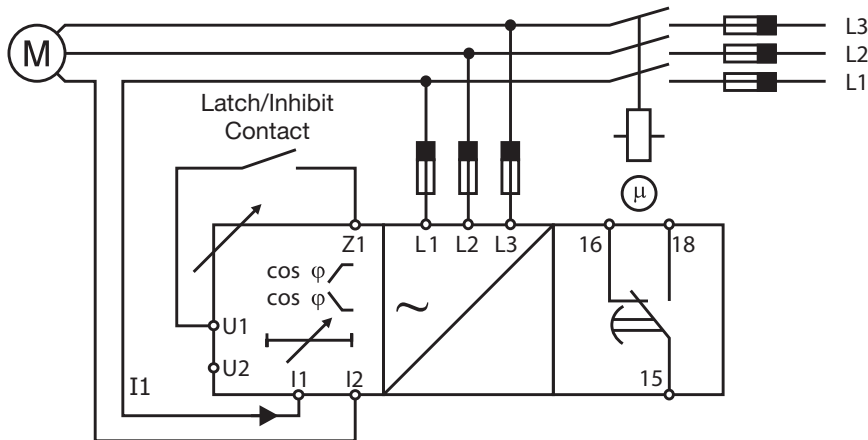 M
L3
L2
L1
Latch/Inhibit
Contact
μ
Z1
L1
L2
L3
16
18
cos φ
cos φ
~
U1
U2
I1
I1
I2
15